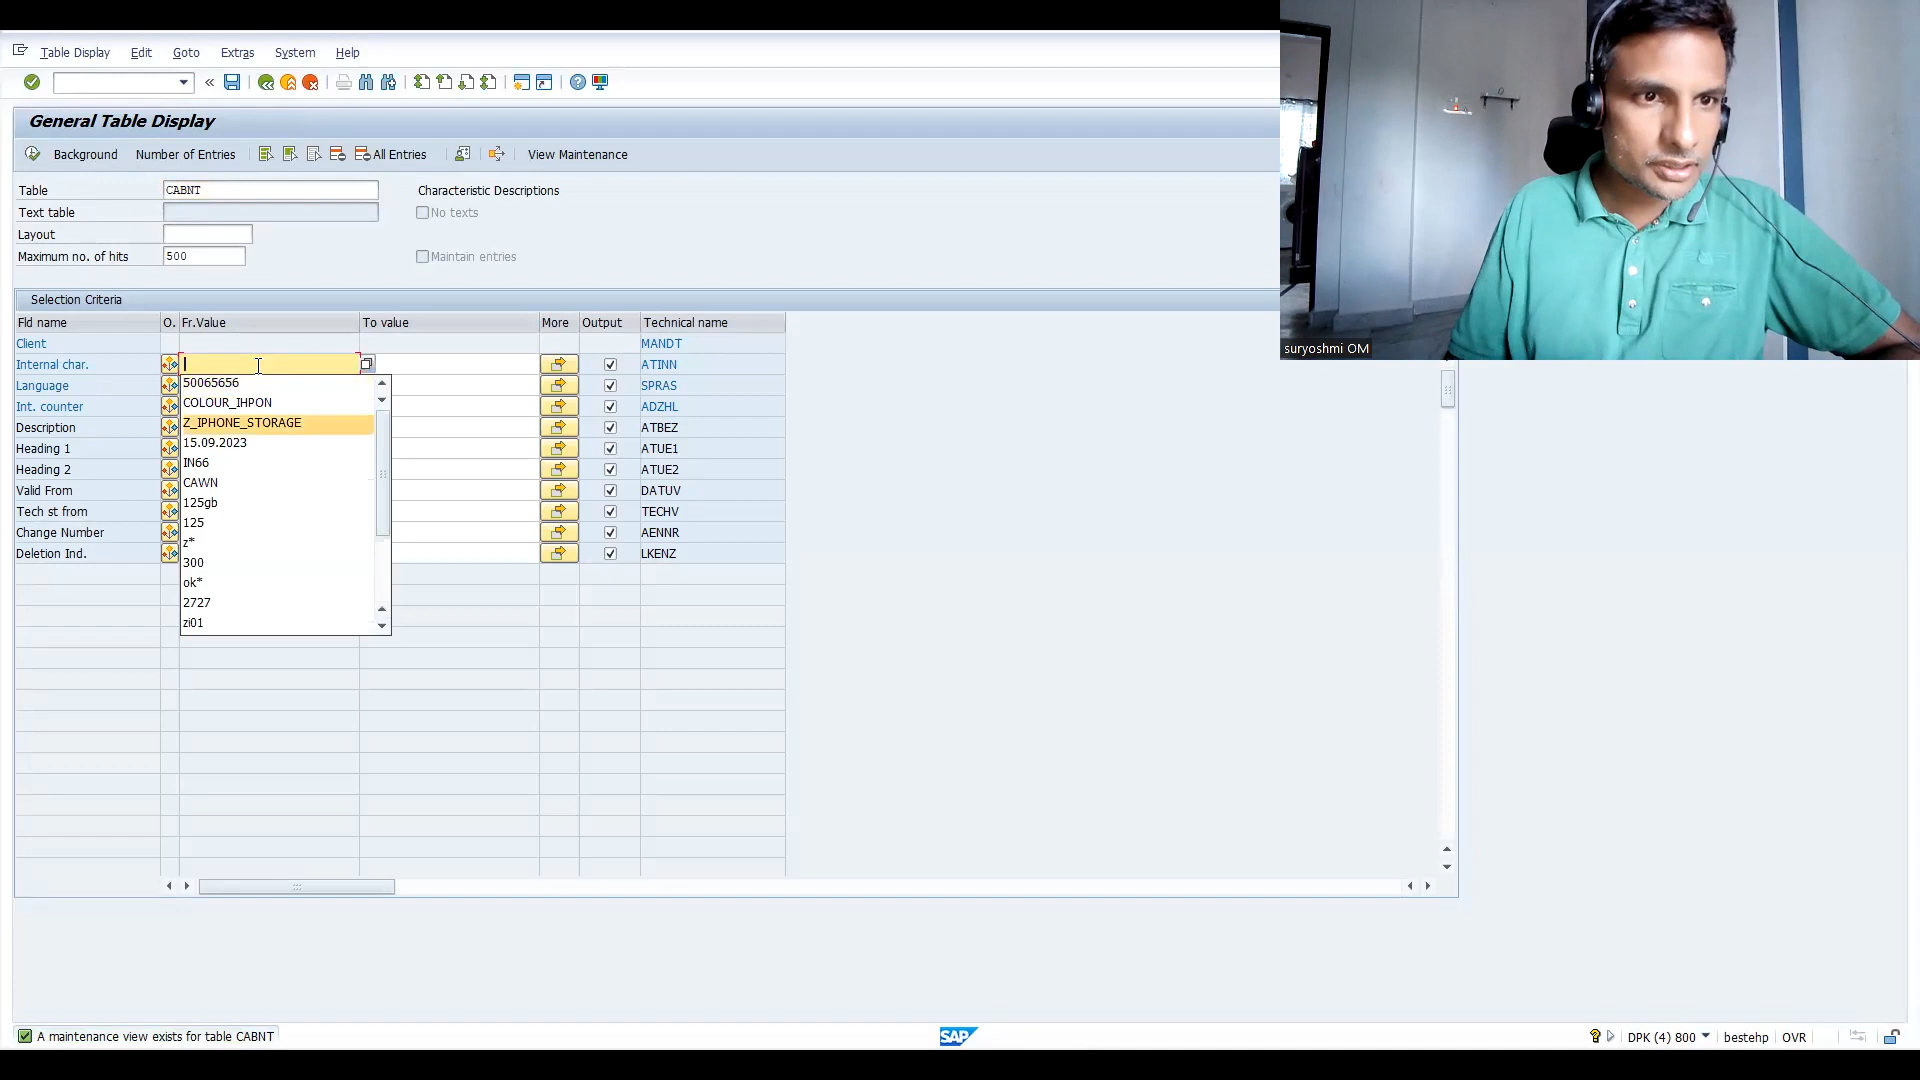 Table Display Edit Goto Extras System Help
General Table Display
Background Number of Entries All Entries View Maintenance
Table CABNT Characteristic Descriptions
Text table No texts
Layout
Maximum no. of hits 500 Maintain entries
Selection Criteria
Fld name O. Fr.Value To value More Output Technical name
Client MANDT
Internal char. ATINN
Language SPRAS
Int. counter ADZHL
Description ATBEZ
Heading 1 ATUE1
Heading 2 ATUE2
Valid From DATUV
Tech st from TECHV
Change Number AENNR
Deletion Ind. LKENZ
50065656
COLOUR_IHPON
Z_IPHONE_STORAGE
15.09.2023
IN66
CAWN
125gb
125
z*
300
ok*
2727
zi01
suryoshmi OM
A maintenance view exists for table CABNT
SAP
DPK (4) 800 bestehp OVR